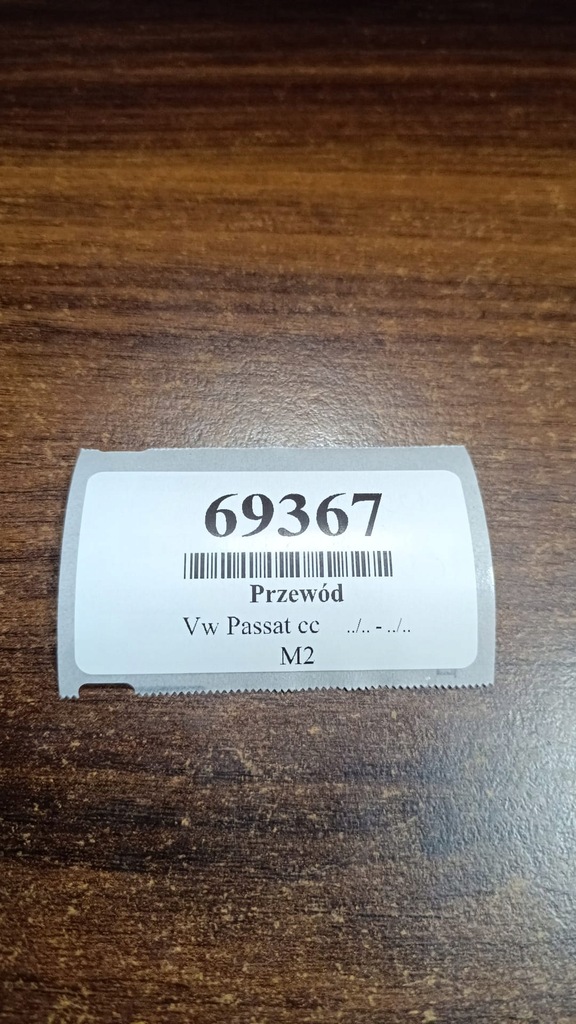 69367
Przewód
Vw Passat cc ../.. - ../..
M2